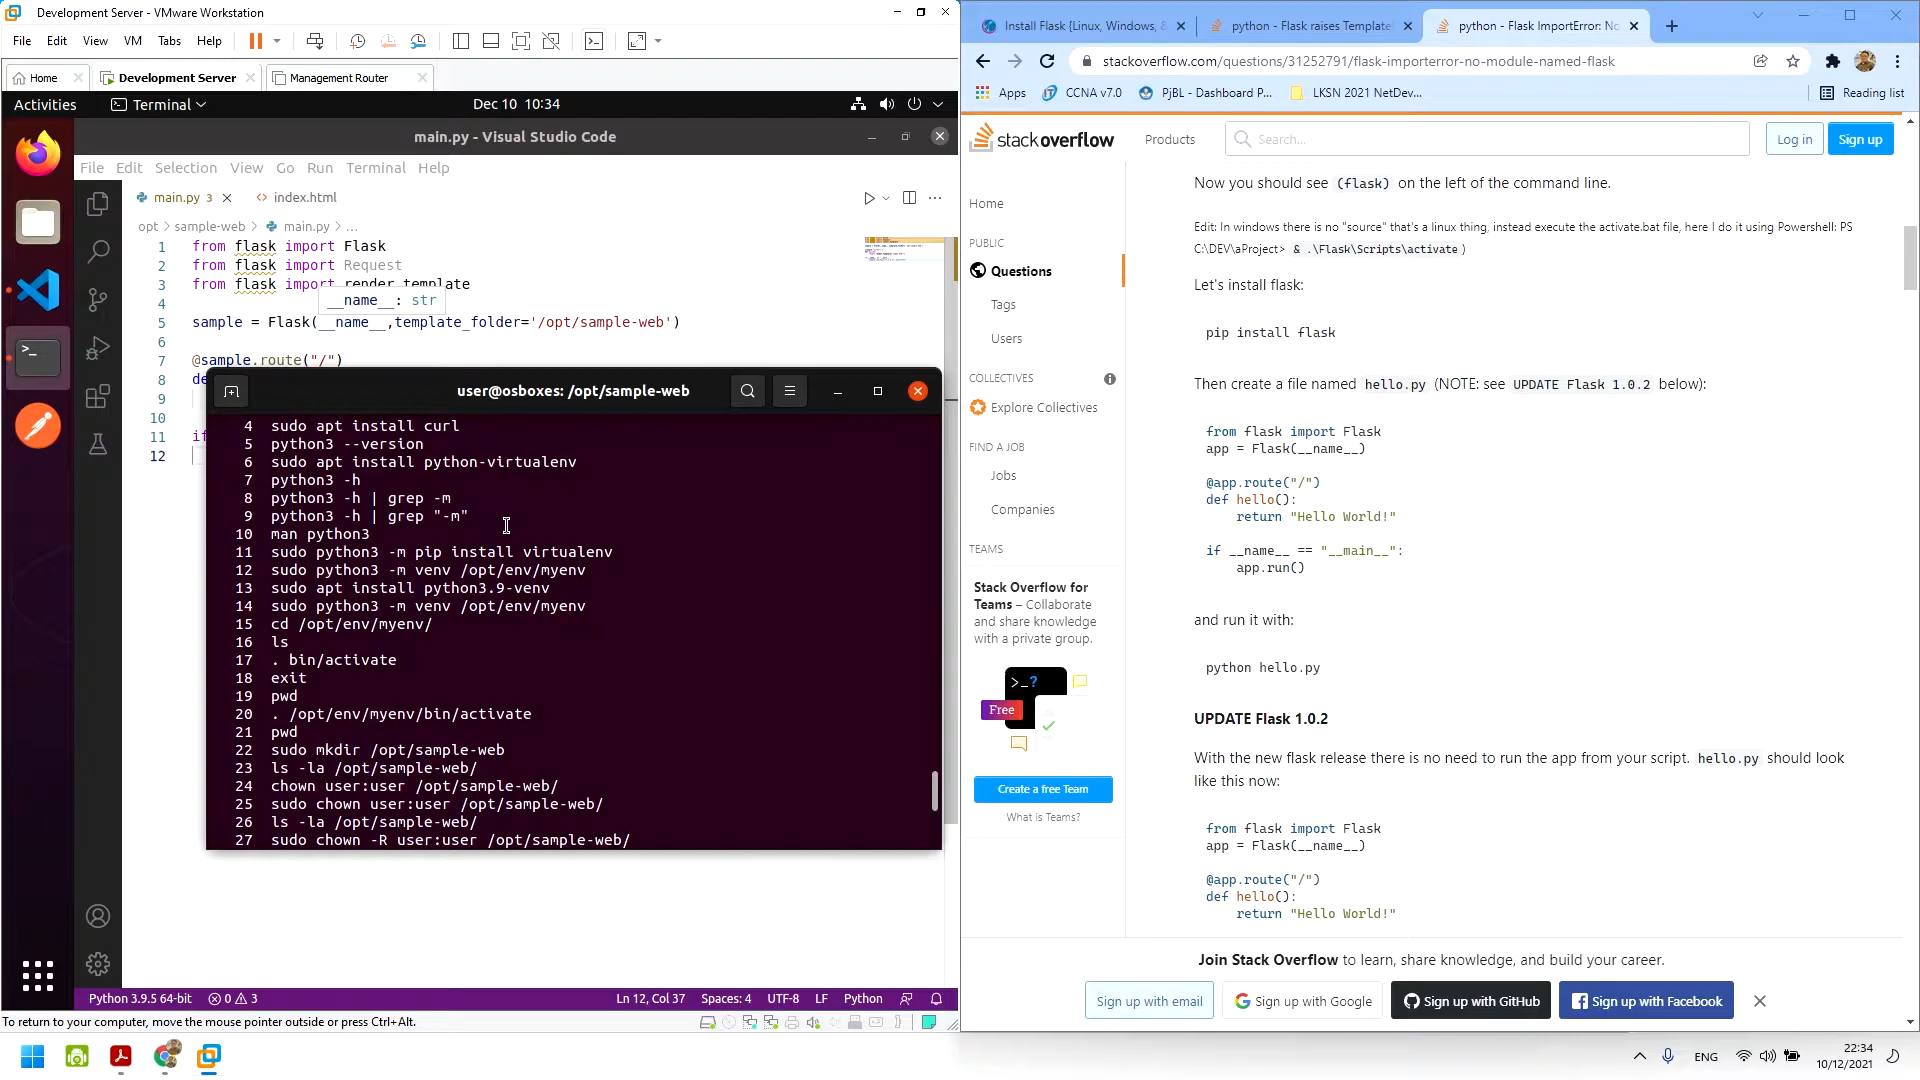 Development Server - VMware Workstation
File Edit View VM Tabs Help
Home
Development Server
Management Router
Activities
Terminal
Dec 10 10:34
main.py - Visual Studio Code
File Edit Selection View Go Run Terminal Help
main.py 3
index.html
opt > sample-web > main.py > ...
1 from flask import Flask
2 from flask import Request
3 from flask import render_template
__name__: str
4
5 sample = Flask(__name__,template_folder='/opt/sample-web')
6
7 @sample.route("/")
8 de
9
10
11 if
12
user@osboxes: /opt/sample-web
4 sudo apt install curl
5 python3 --version
6 sudo apt install python-virtualenv
7 python3 -h
8 python3 -h | grep -m
9 python3 -h | grep "-m"
10 man python3
11 sudo python3 -m pip install virtualenv
12 sudo python3 -m venv /opt/env/myenv
13 sudo apt install python3.9-venv
14 sudo python3 -m venv /opt/env/myenv
15 cd /opt/env/myenv/
16 ls
17 . bin/activate
18 exit
19 pwd
20 . /opt/env/myenv/bin/activate
21 pwd
22 sudo mkdir /opt/sample-web
23 ls -la /opt/sample-web/
24 chown user:user /opt/sample-web/
25 sudo chown user:user /opt/sample-web/
26 ls -la /opt/sample-web/
27 sudo chown -R user:user /opt/sample-web/
Python 3.9.5 64-bit 0 3
Ln 12, Col 37 Spaces: 4 UTF-8 LF Python
To return to your computer, move the mouse pointer outside or press Ctrl+Alt.
Install Flask {Linux, Windows, &
python - Flask raises Template
python - Flask ImportError: No
stackoverflow.com/questions/31252791/flask-importerror-no-module-named-flask
Apps
CCNA v7.0
PjBL - Dashboard P...
LKSN 2021 NetDev...
Reading list
stackoverflow
Products
Search...
Log in
Sign up
Home
PUBLIC
Questions
Tags
Users
COLLECTIVES
Explore Collectives
FIND A JOB
Jobs
Companies
TEAMS
Stack Overflow for
Teams – Collaborate
and share knowledge
with a private group.
>_?
Free
Create a free Team
What is Teams?
Now you should see (flask) on the left of the command line.
Edit: In windows there is no "source" that's a linux thing, instead execute the activate.bat file, here I do it using Powershell: PS
C:\DEV\aProject> & .\Flask\Scripts\activate )
Let's install flask:
pip install flask
Then create a file named hello.py (NOTE: see UPDATE Flask 1.0.2 below):
from flask import Flask
app = Flask(__name__)
@app.route("/")
def hello():
return "Hello World!"
if __name__ == "__main__":
app.run()
and run it with:
python hello.py
UPDATE Flask 1.0.2
With the new flask release there is no need to run the app from your script. hello.py should look
like this now:
from flask import Flask
app = Flask(__name__)
@app.route("/")
def hello():
return "Hello World!"
Join Stack Overflow to learn, share knowledge, and build your career.
Sign up with email
Sign up with Google
Sign up with GitHub
Sign up with Facebook
ENG
22:34
10/12/2021